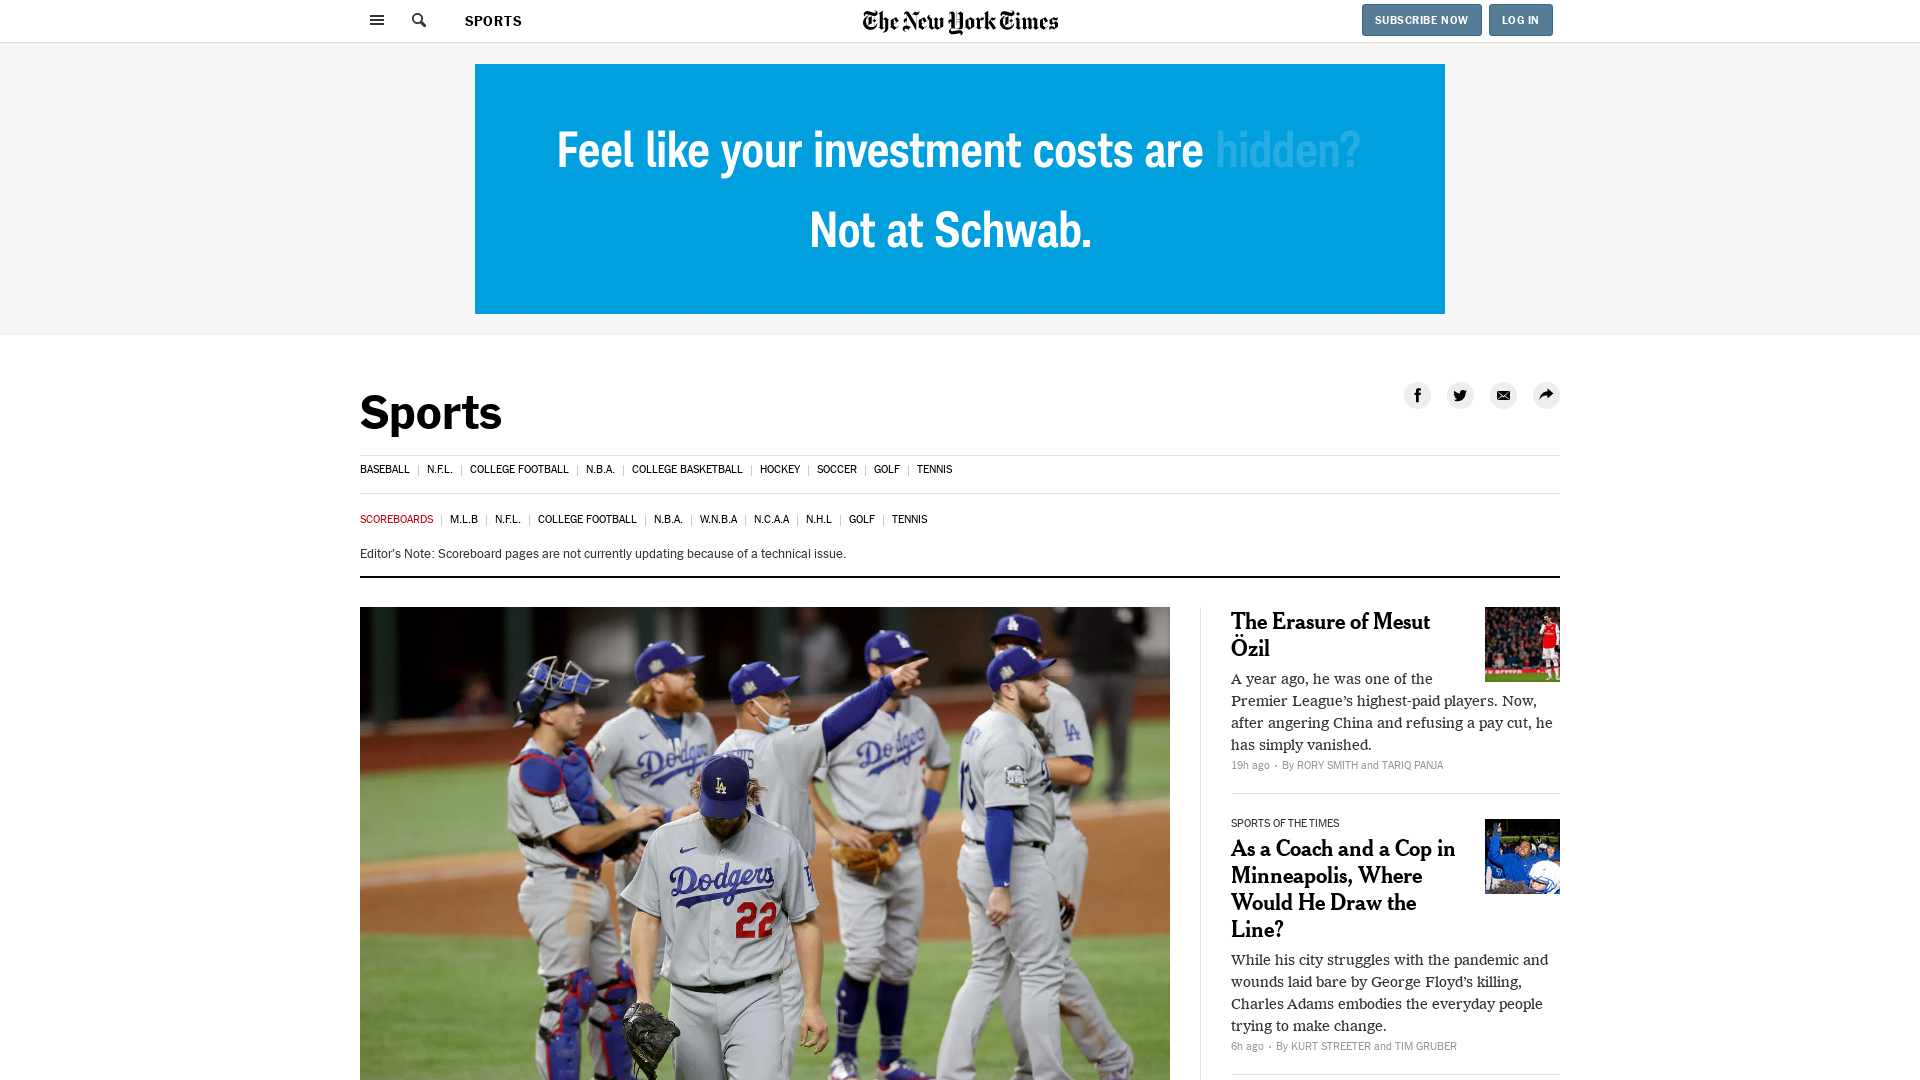 SPORTS
The New York Times
SUBSCRIBE NOW
LOG IN
Feel like your investment costs are hidden?
Not at Schwab.
Sports
BASEBALL | N.F.L. | COLLEGE FOOTBALL | N.B.A. | COLLEGE BASKETBALL | HOCKEY | SOCCER | GOLF | TENNIS
SCOREBOARDS | M.L.B | N.F.L. | COLLEGE FOOTBALL | N.B.A. | W.N.B.A | N.C.A.A | N.H.L | GOLF | TENNIS
Editor's Note: Scoreboard pages are not currently updating because of a technical issue.
Dodgers
Dodgers
LA
LA
Dodgers
22
The Erasure of Mesut
Özil
A year ago, he was one of the
Premier League’s highest-paid players. Now,
after angering China and refusing a pay cut, he
has simply vanished.
19h ago • By RORY SMITH and TARIQ PANJA
SPORTS OF THE TIMES
As a Coach and a Cop in
Minneapolis, Where
Would He Draw the
Line?
While his city struggles with the pandemic and
wounds laid bare by George Floyd’s killing,
Charles Adams embodies the everyday people
trying to make change.
6h ago • By KURT STREETER and TIM GRUBER